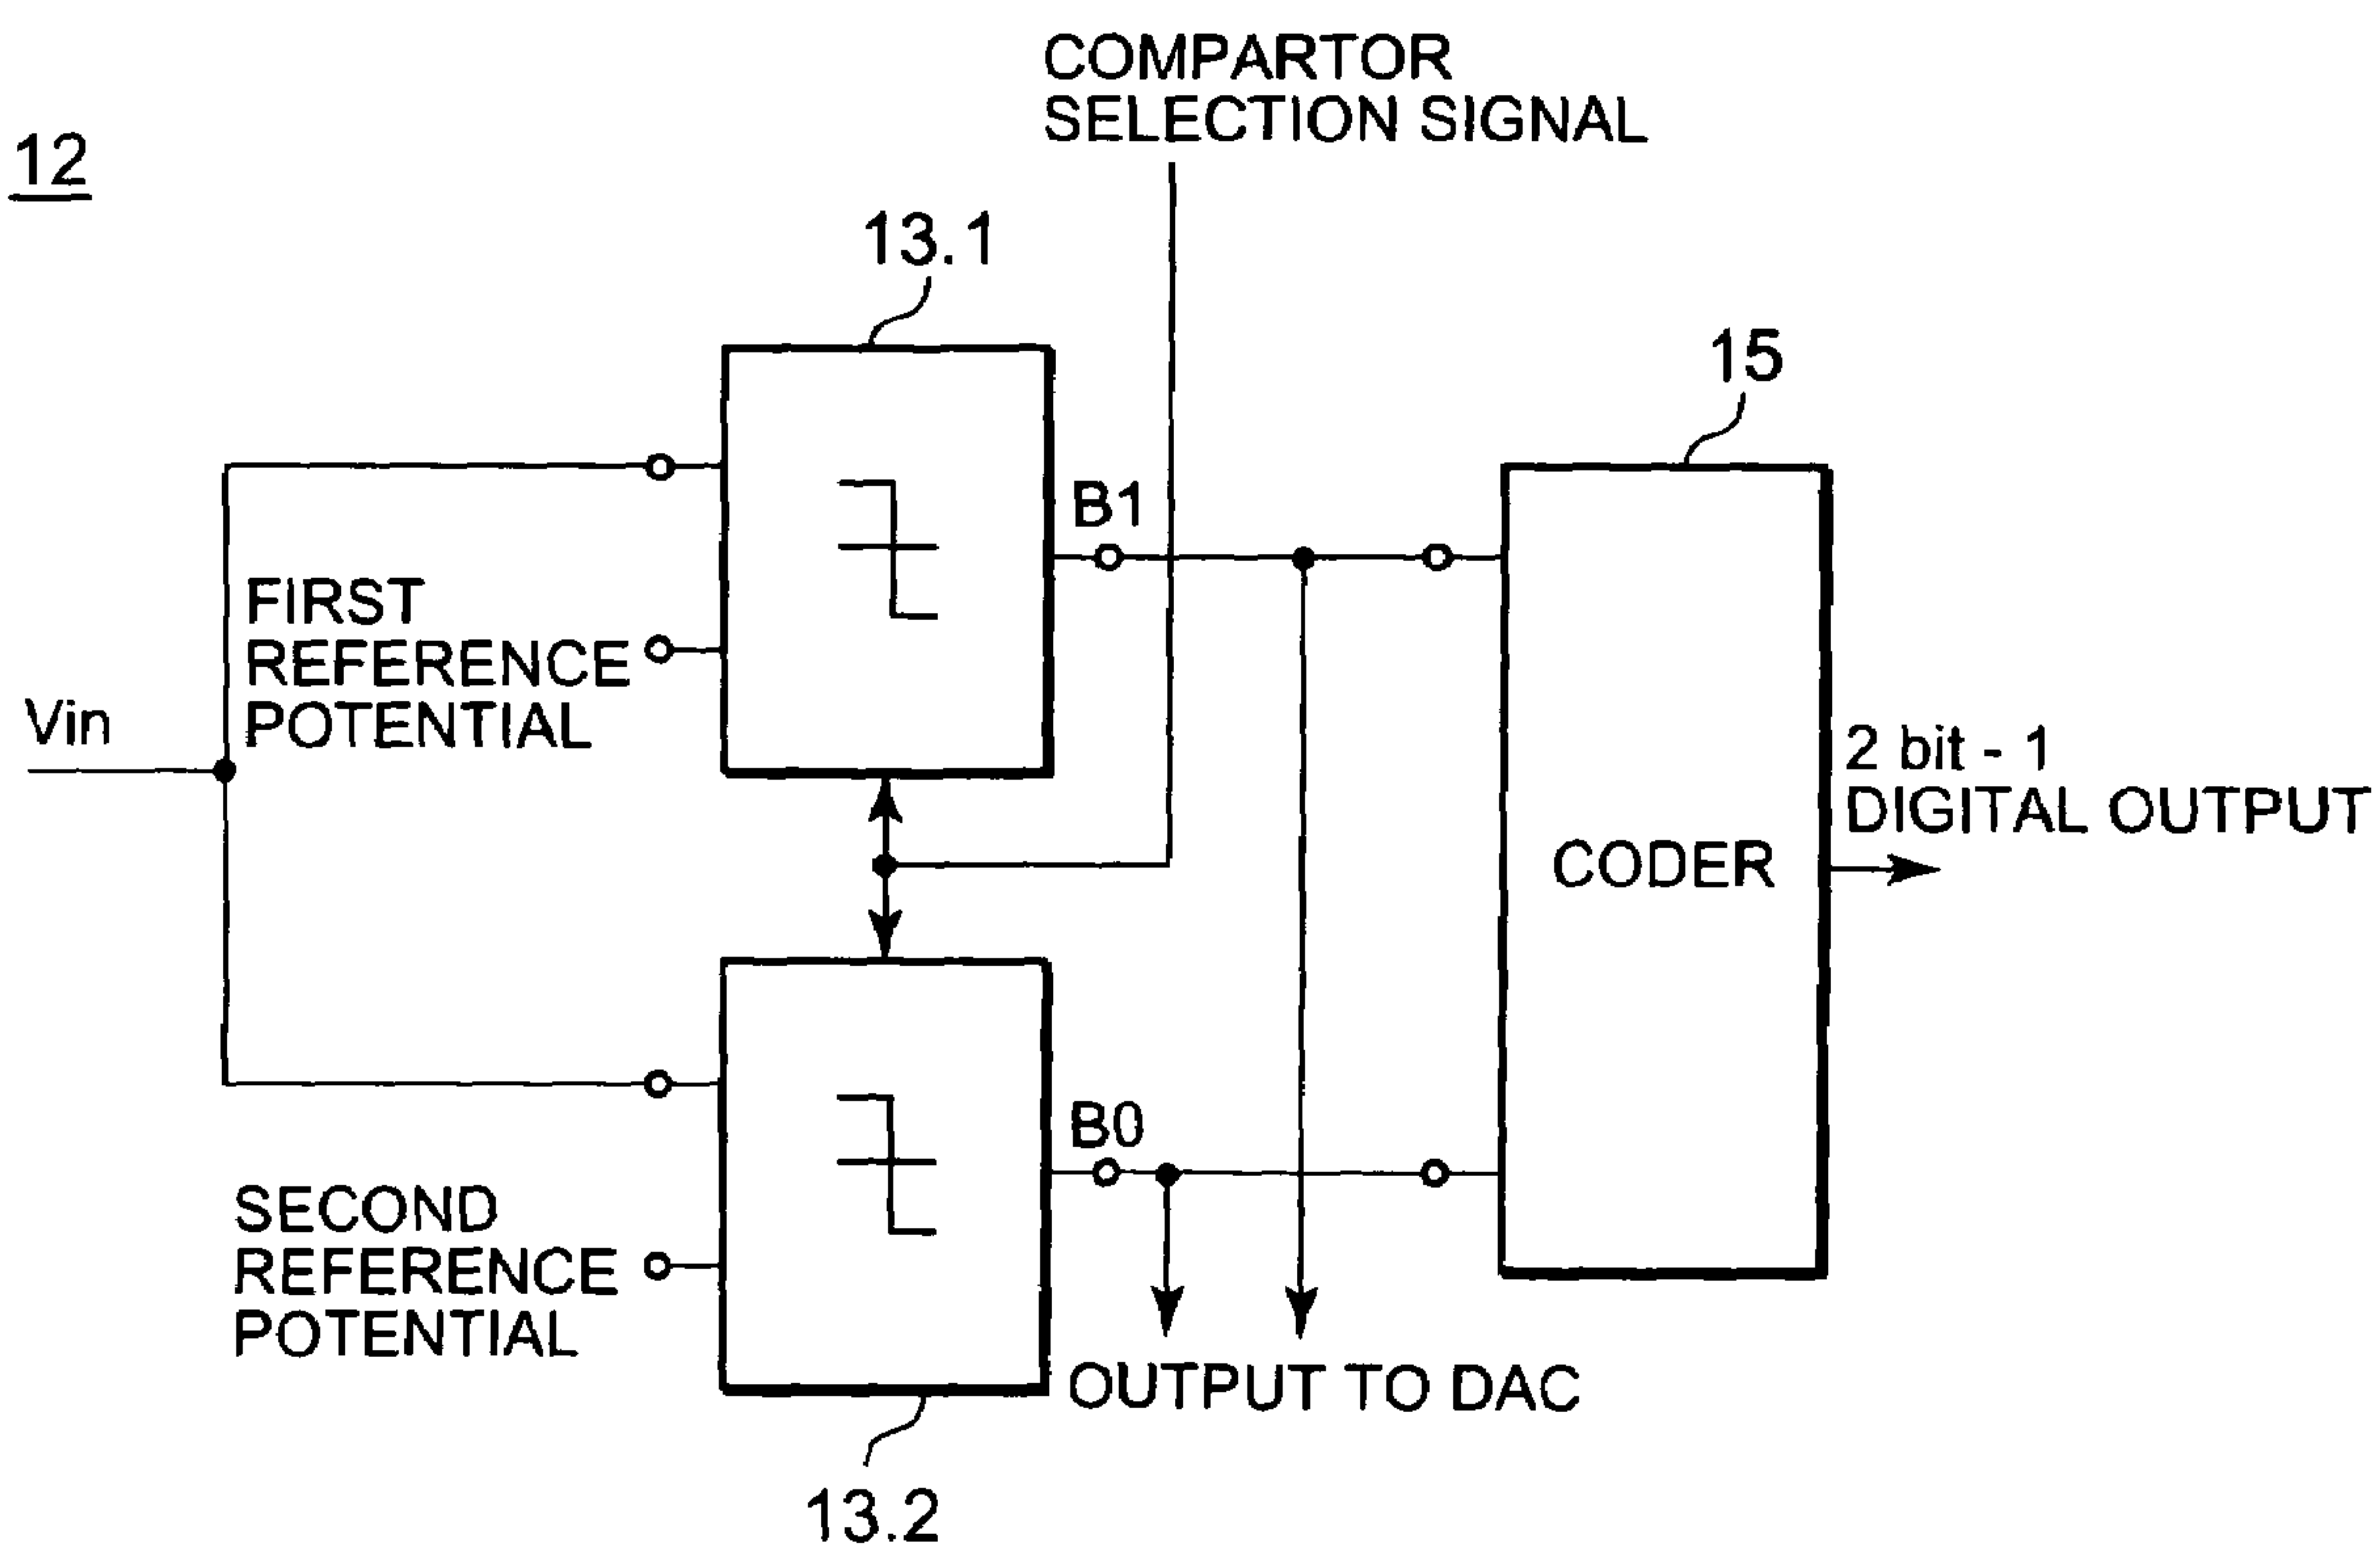 COMPARTOR
SELECTION SIGNAL
12
13.1
15
B1
FIRST
REFERENCE
POTENTIAL
Vin
2 bit - 1
DIGITAL OUTPUT
CODER
B0
SECOND
REFERENCE
POTENTIAL
OUTPUT TO DAC
13.2